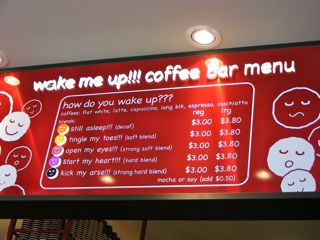 wake me up!!! coffee bar menu
how do you wake up???
coffees: flat white, latte, capuccino, long blk, espresso, machiatto
blends: reg lrg
still asleep!!! (decaf) $3.00 $3.80
tingle my toes!!! (soft blend) $3.00 $3.80
open my eyes!!! (strong soft blend) $3.00 $3.80
start my heart!!! (hard blend) $3.00 $3.80
kick my arse!!! (strong hard blend) $3.00 $3.80
mocha or soy (add $0.50)